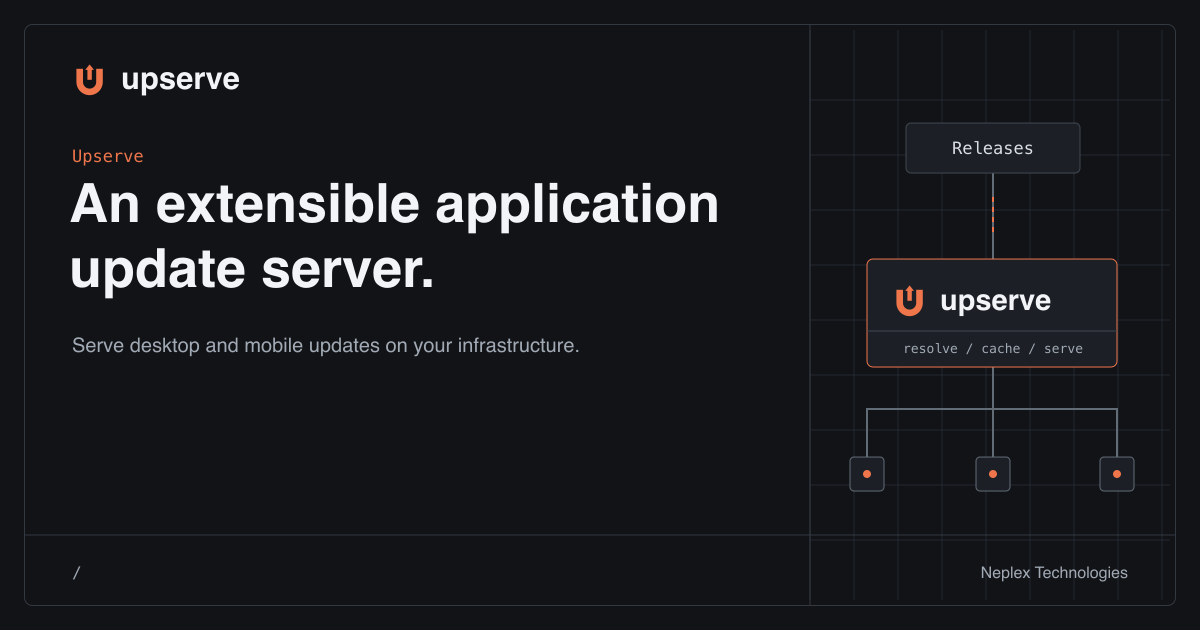 upserve
Upserve
An extensible application
update server.
Serve desktop and mobile updates on your infrastructure.
/
Releases
upserve
resolve / cache / serve
Neplex Technologies